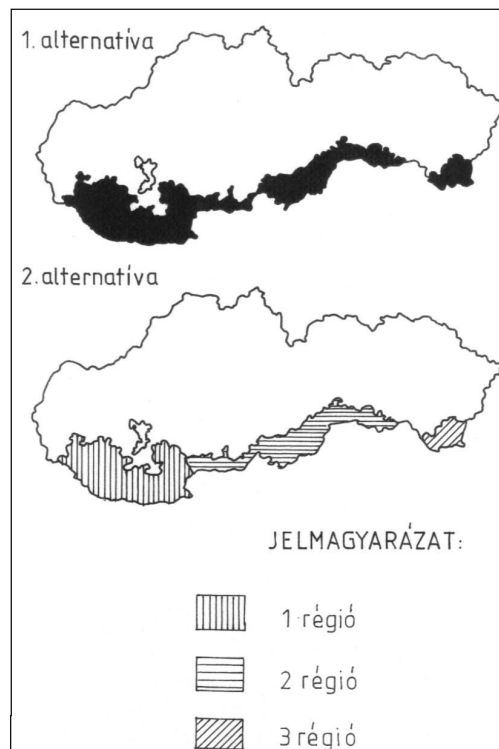 1. alternatíva
2. alternatíva
JELMAGYARÁZAT:
1 régió
2 régió
3 régió